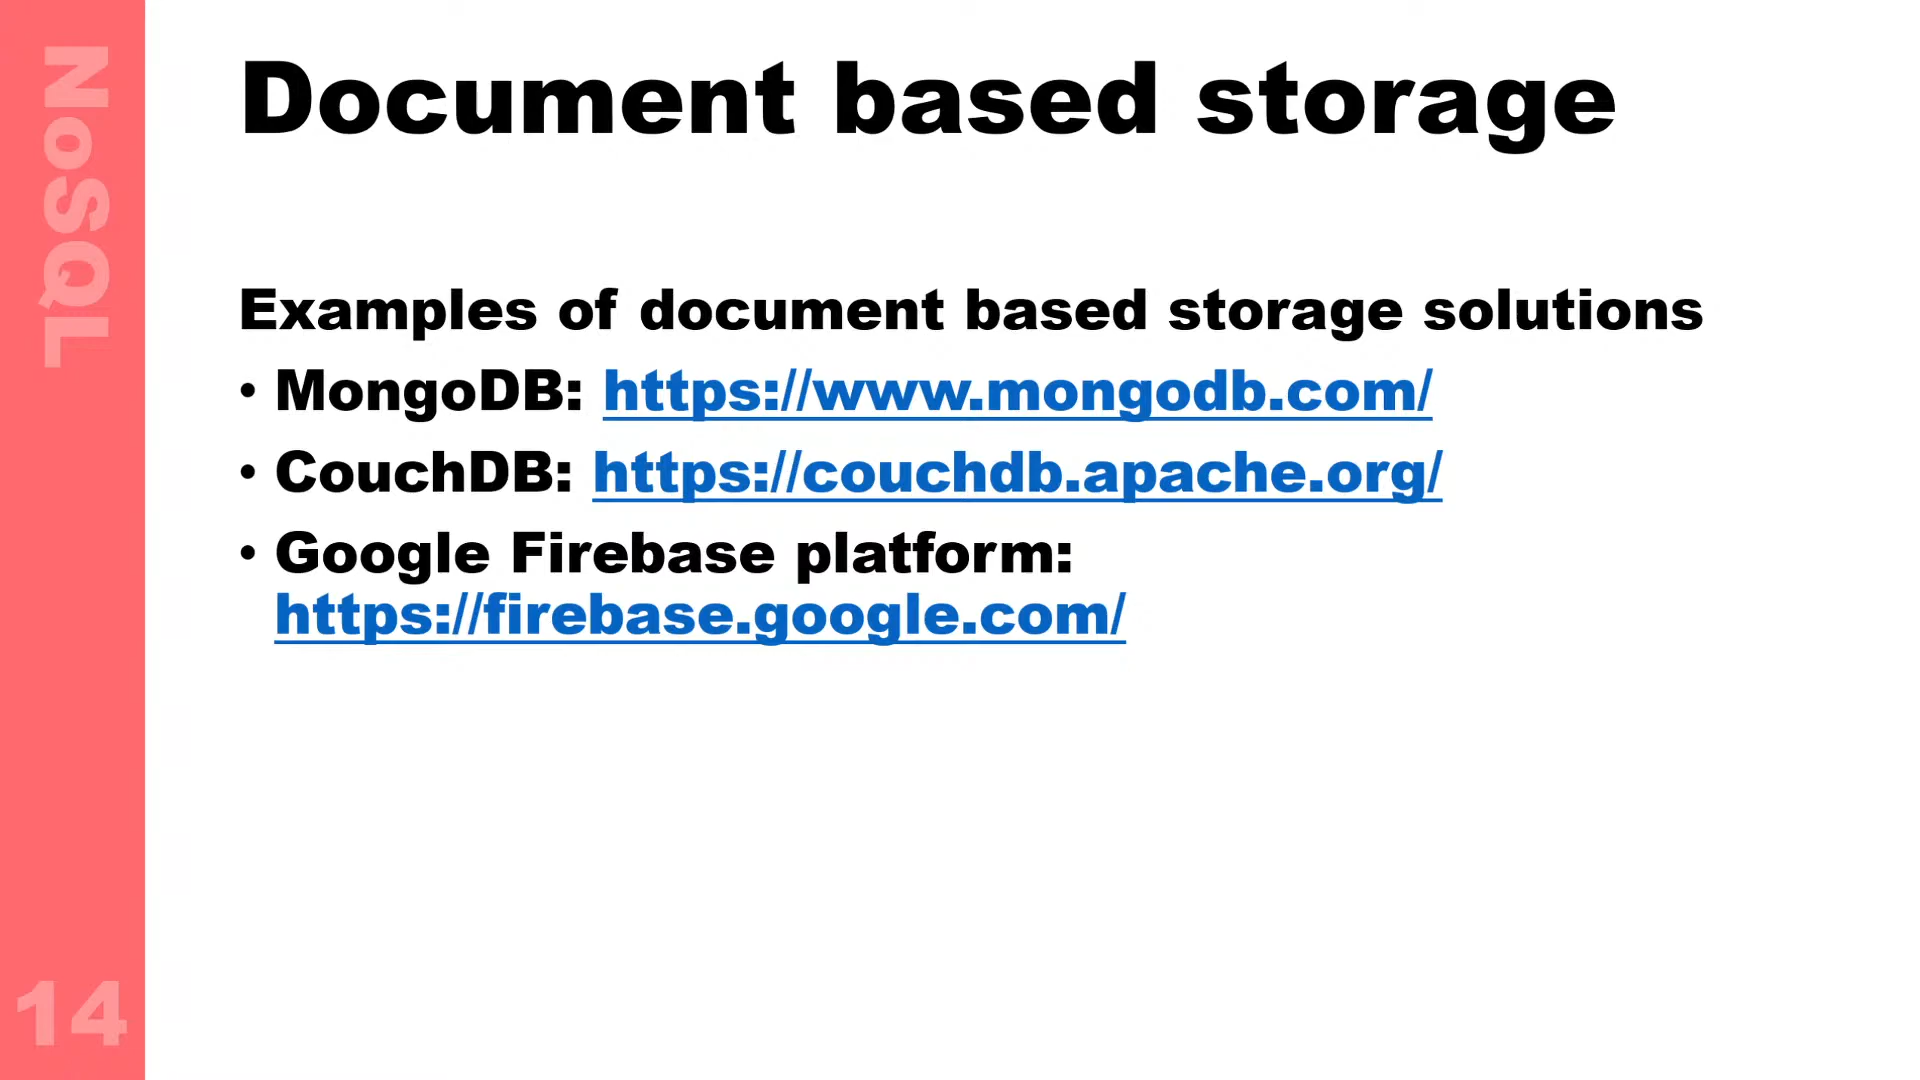 NoSQL
Document based storage
Examples of document based storage solutions
• MongoDB: https://www.mongodb.com/
• CouchDB: https://couchdb.apache.org/
• Google Firebase platform:
https://firebase.google.com/
14